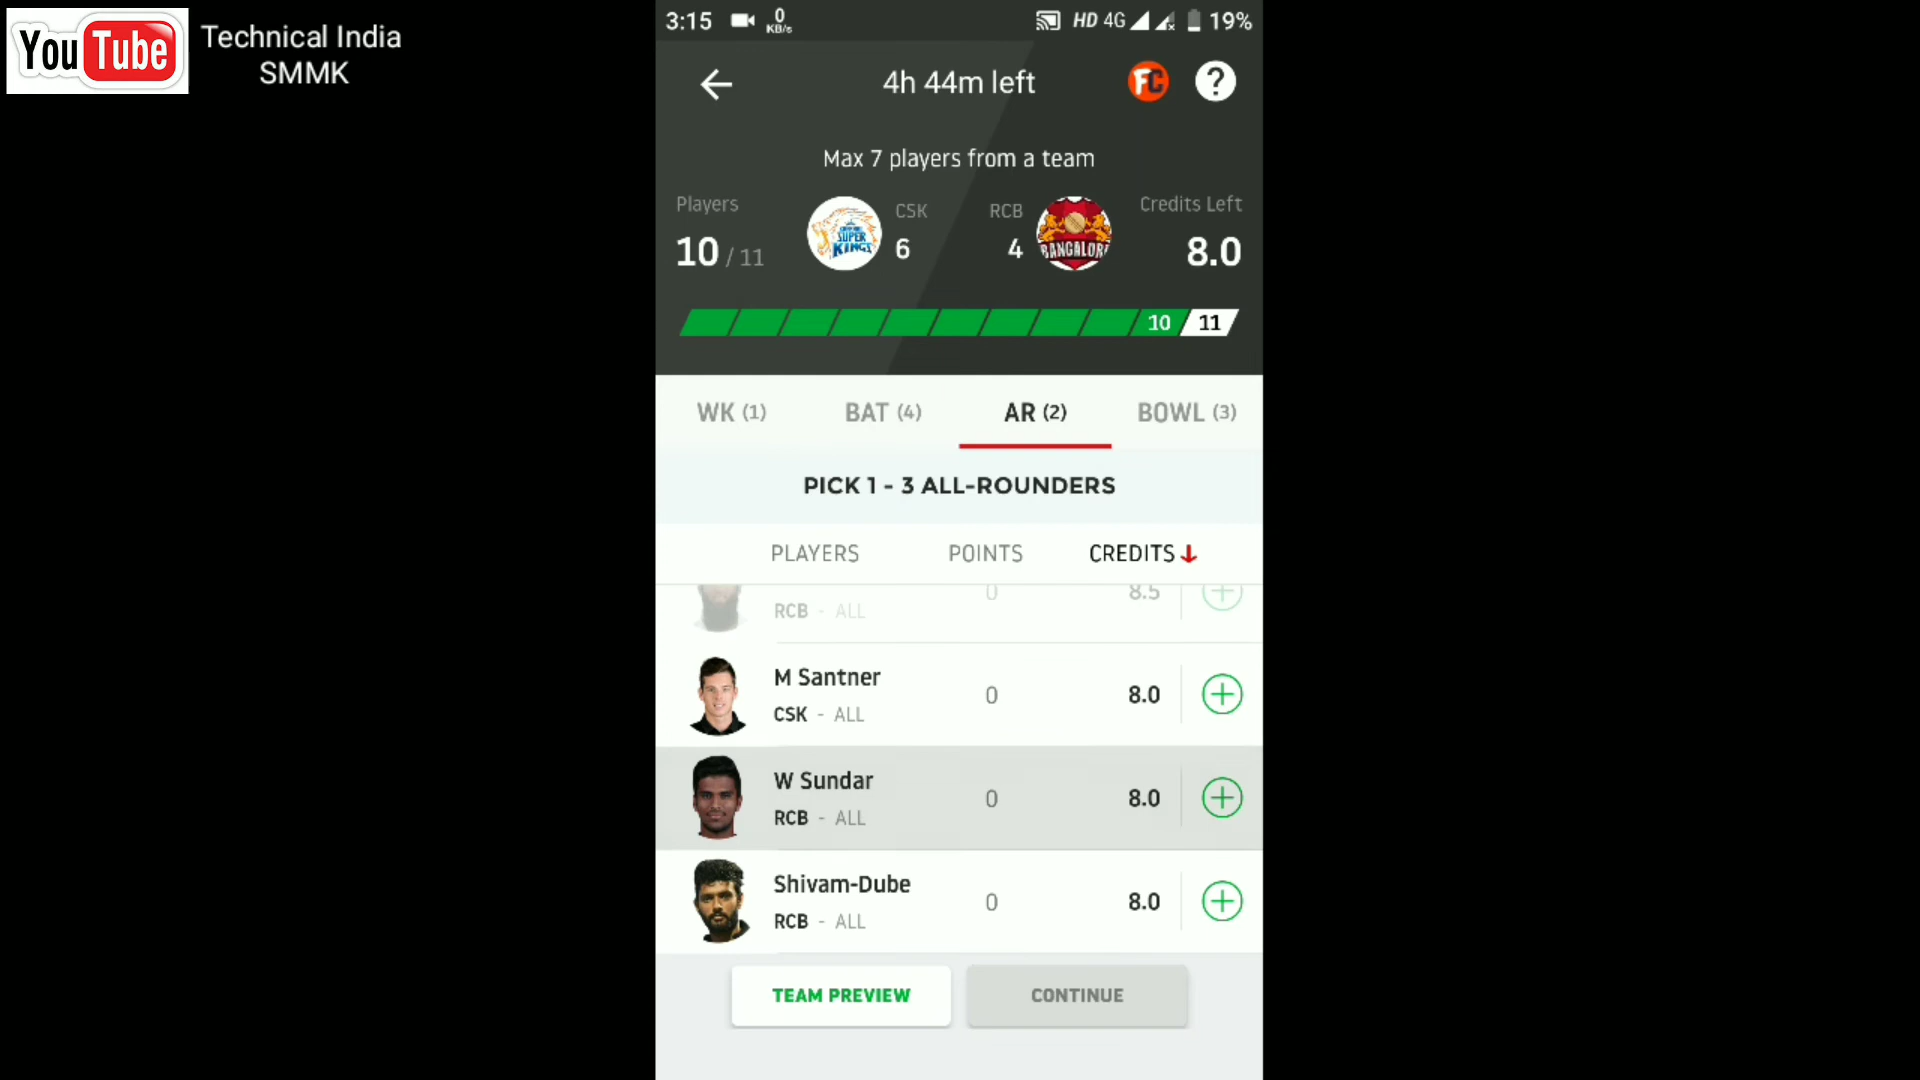 You Tube
Technical India
SMMK
3:15
0
KB/s
HD 4G
19%
4h 44m left
FC
?
Max 7 players from a team
Players
CSK
RCB
Credits Left
10 / 11
6
4
8.0
SUPER
KINGS
BANGALORE
10
11
WK (1)
BAT (4)
AR (2)
BOWL (3)
PICK 1 - 3 ALL-ROUNDERS
PLAYERS
POINTS
CREDITS
RCB - ALL
0
8.5
M Santner
CSK - ALL
0
8.0
W Sundar
RCB - ALL
0
8.0
Shivam-Dube
RCB - ALL
0
8.0
TEAM PREVIEW
CONTINUE